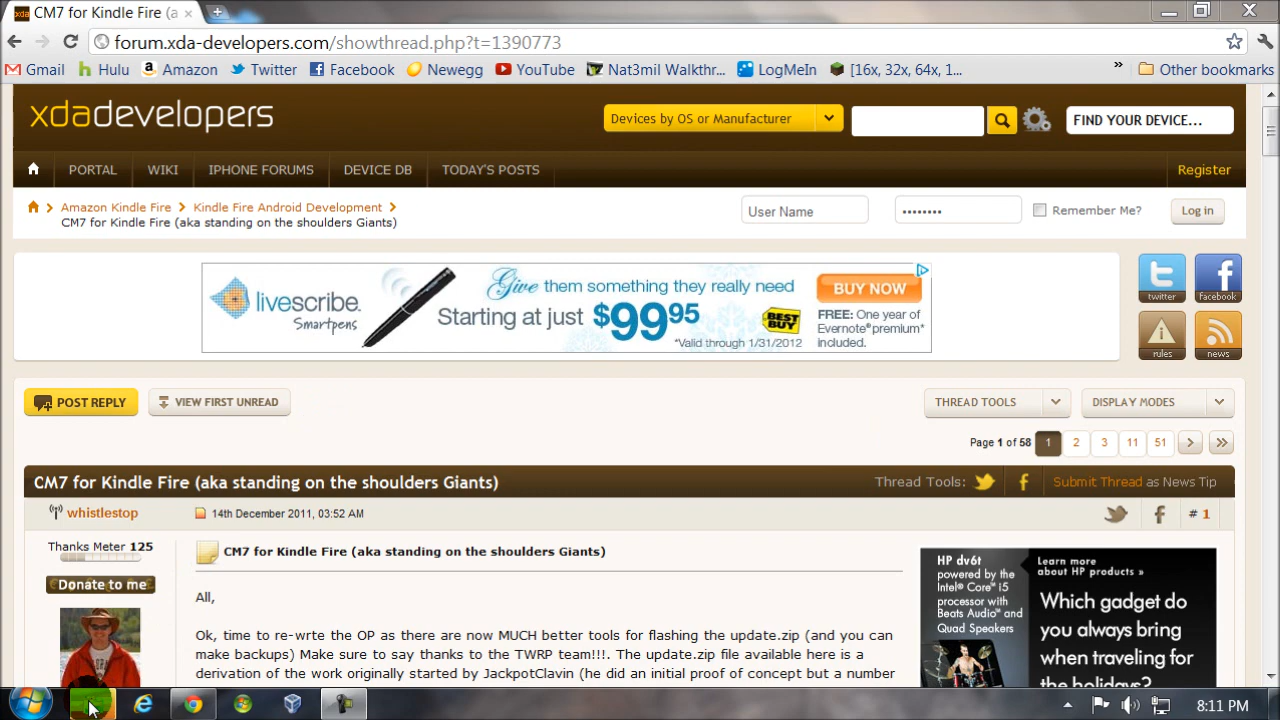 CM7 for Kindle Fire (a
forum.xda-developers.com/showthread.php?t=1390773
Gmail Hulu Amazon Twitter Facebook Newegg YouTube Nat3mil Walkthr... LogMeIn [16x, 32x, 64x, 1... » Other bookmarks
xdadevelopers
Devices by OS or Manufacturer
FIND YOUR DEVICE...
PORTAL WIKI IPHONE FORUMS DEVICE DB TODAY'S POSTS Register
Amazon Kindle Fire Kindle Fire Android Development
CM7 for Kindle Fire (aka standing on the shoulders Giants)
User Name •••••••• Remember Me? Log in
livescribe.
Smartpens
Give them something they really need
Starting at just $99.95
*Valid through 1/31/2012
BEST BUY
BUY NOW
FREE: One year of
Evernote® premium*
included.
twitter facebook
rules news
POST REPLY VIEW FIRST UNREAD THREAD TOOLS DISPLAY MODES
Page 1 of 58 1 2 3 11 51 > »
CM7 for Kindle Fire (aka standing on the shoulders Giants) Thread Tools: Submit Thread as News Tip
whistlestop 14th December 2011, 03:52 AM # 1
Thanks Meter 125
Donate to me
CM7 for Kindle Fire (aka standing on the shoulders Giants)
All,
Ok, time to re-wrte the OP as there are now MUCH better tools for flashing the update.zip (and you can
make backups) Make sure to say thanks to the TWRP team!!!. The update.zip file available here is a
derivation of the work originally started by JackpotClavin (he did an initial proof of concept but a number
HP dv6t
powered by the
Intel® Core™ i5
processor with
Beats Audio™ and
Quad Speakers
Learn more
about HP products »
Which gadget do
you always bring
when traveling for
the holidays?
8:11 PM